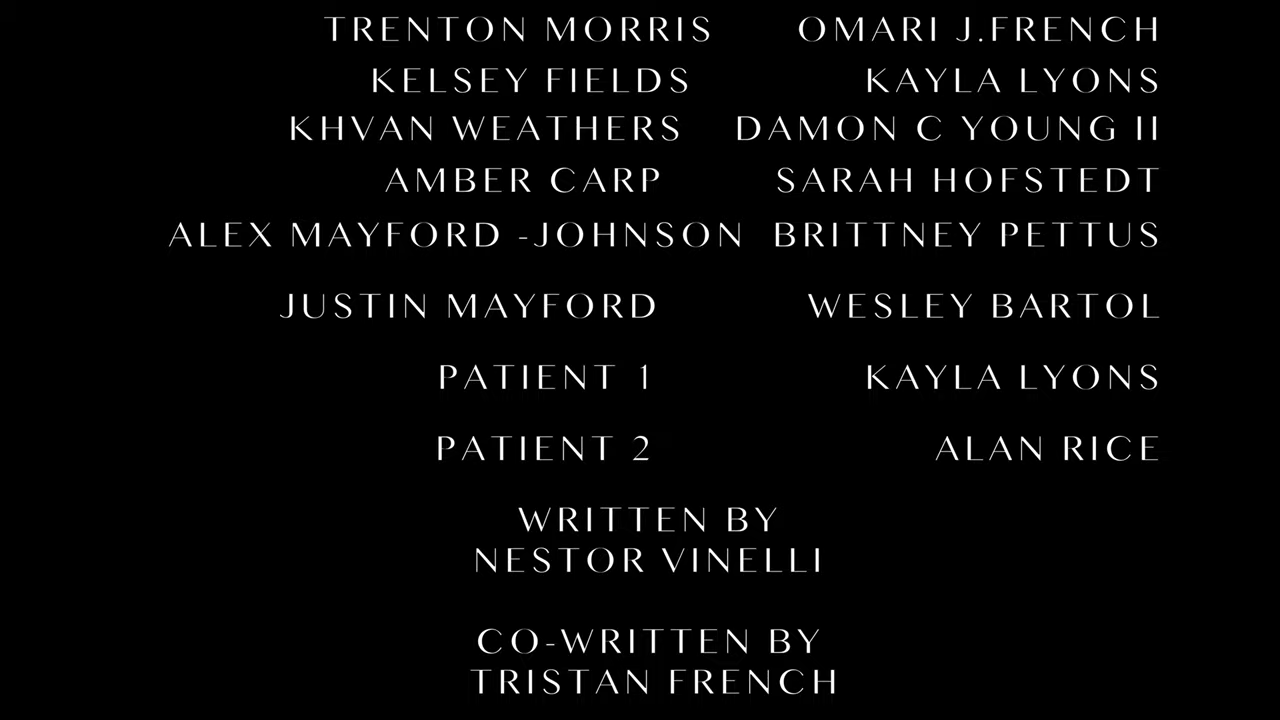 TRENTON MORRIS OMARI J.FRENCH
KELSEY FIELDS KAYLA LYONS
KHVAN WEATHERS DAMON C YOUNG II
AMBER CARP SARAH HOFSTEDT
ALEX MAYFORD -JOHNSON BRITTNEY PETTUS
JUSTIN MAYFORD WESLEY BARTOL
PATIENT 1 KAYLA LYONS
PATIENT 2 ALAN RICE
WRITTEN BY
NESTOR VINELLI
CO-WRITTEN BY
TRISTAN FRENCH